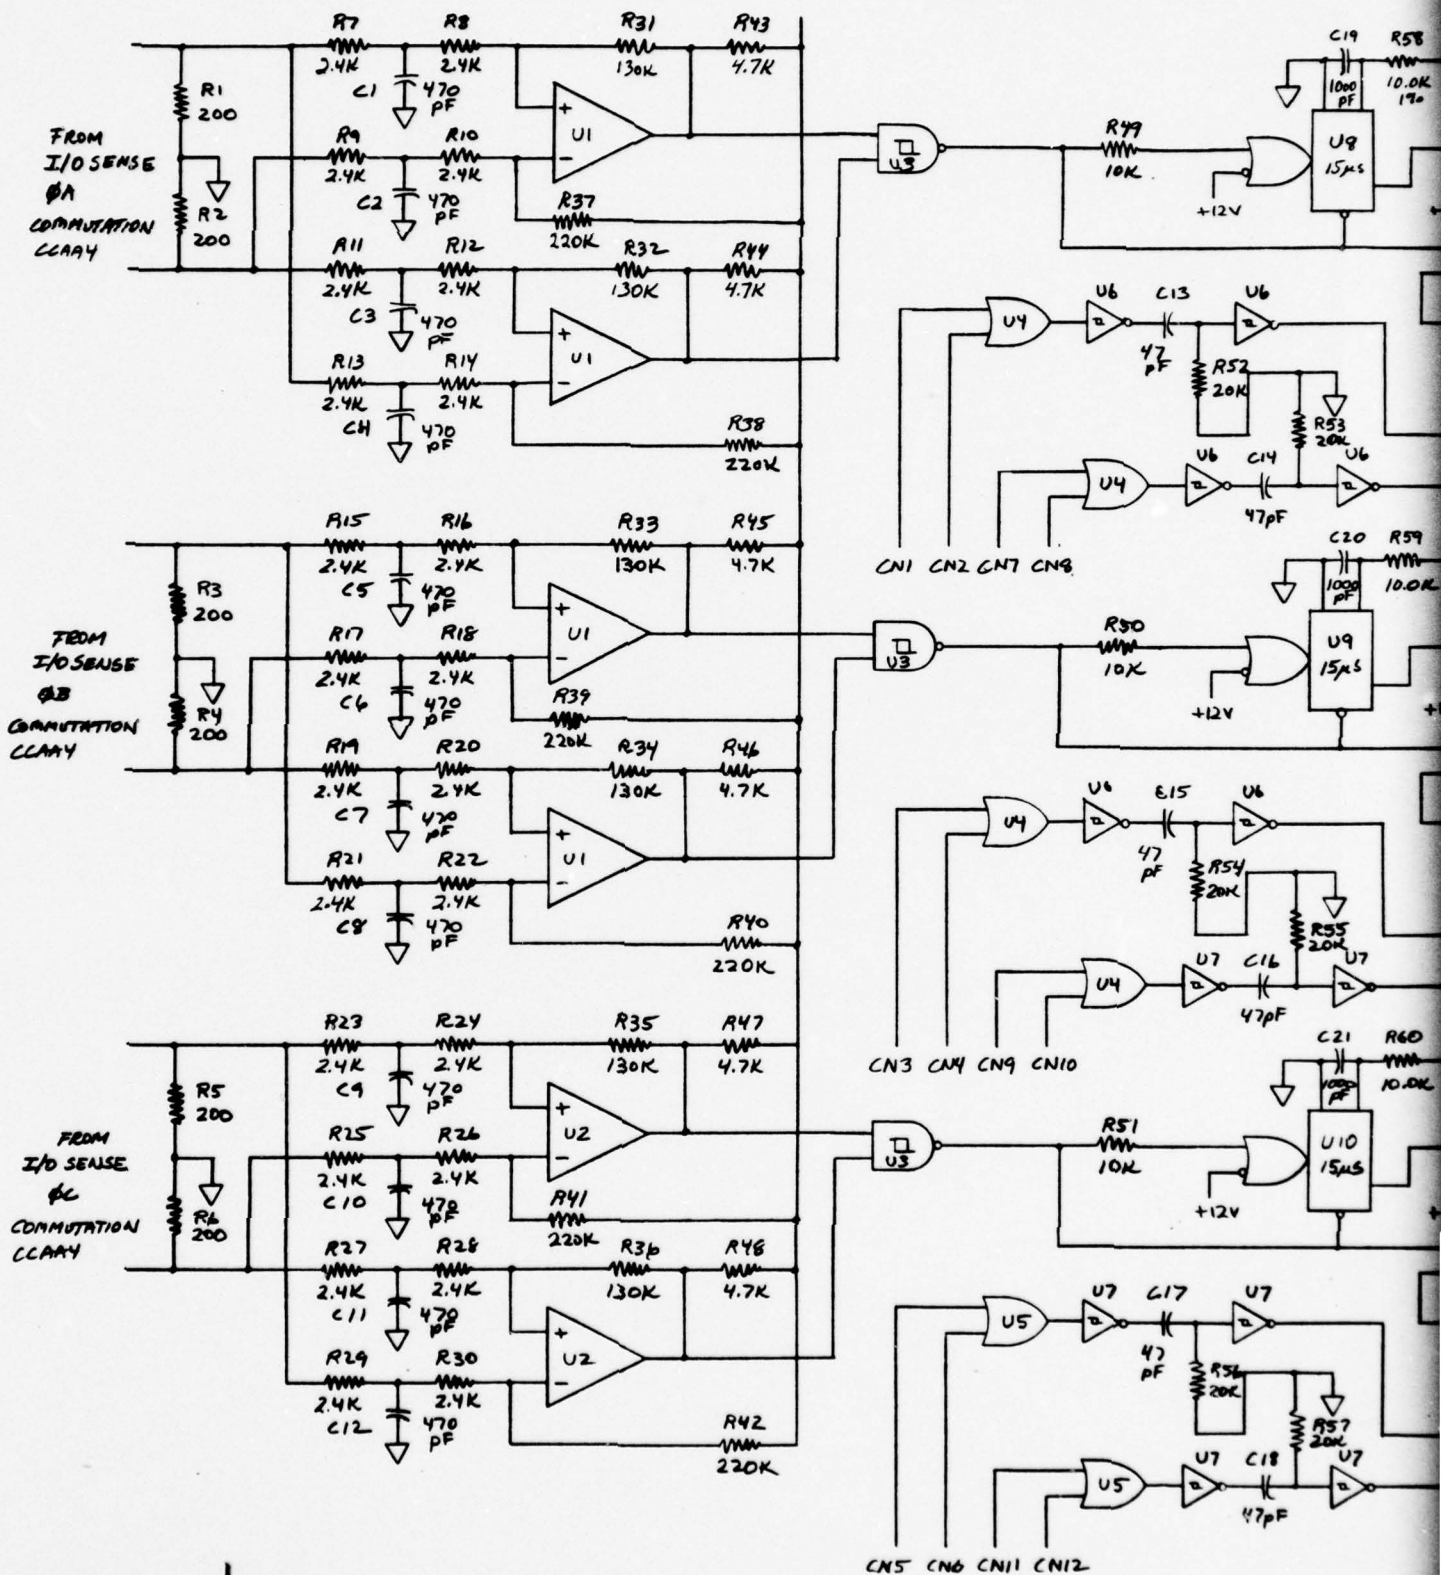 R7 R8 R31 R43
2.4K 2.4K 130K 4.7K
C1 470 pF
R1 200
FROM
I/O SENSE
ØA
COMMUTATION
CCAAY
R2 200
+ U1 −
R9 R10
2.4K 2.4K
C2 470 pF
R37
220K
R11 R12 R32 R44
2.4K 2.4K 130K 4.7K
C3 470 pF
+ U1 −
R13 R14
2.4K 2.4K
C4 470 pF
R38
220K
U3
R49
10K
+12V
C19 R58
1000 pF 10.0K 1%
U8
15µS
U4 U6 C13 U6
47 pF
R52
20K
R53
20K
U4 U6 C14 U6
47pF
CN1 CN2 CN7 CN8
R15 R16 R33 R45
2.4K 2.4K 130K 4.7K
C5 470 pF
R3 200
FROM
I/O SENSE
ØB
COMMUTATION
CCAAY
R4 200
+ U1 −
R17 R18
2.4K 2.4K
C6 470 pF
R39
220K
R19 R20 R34 R46
2.4K 2.4K 130K 4.7K
C7 470 pF
+ U1 −
R21 R22
2.4K 2.4K
C8 470 pF
R40
220K
U3
R50
10K
+12V
C20 R59
1000 pF 10.0K
U9
15µS
U4 U6 C15 U6
47 pF
R54
20K
R55
20K
U4 U7 C16 U7
47pF
CN3 CN4 CN9 CN10
R23 R24 R35 R47
2.4K 2.4K 130K 4.7K
C9 470 pF
R5 200
FROM
I/O SENSE
ØC
COMMUTATION
CCAAY
R6 200
+ U2 −
R25 R26
2.4K 2.4K
C10 470 pF
R41
220K
R27 R28 R36 R48
2.4K 2.4K 130K 4.7K
C11 470 pF
+ U2 −
R29 R30
2.4K 2.4K
C12 470 pF
R42
220K
U3
R51
10K
+12V
C21 R60
1000 pF 10.0K
U10
15µS
U5 U7 C17 U7
47 pF
R56
20K
R57
20K
U5 U7 C18 U7
47pF
CN5 CN6 CN11 CN12